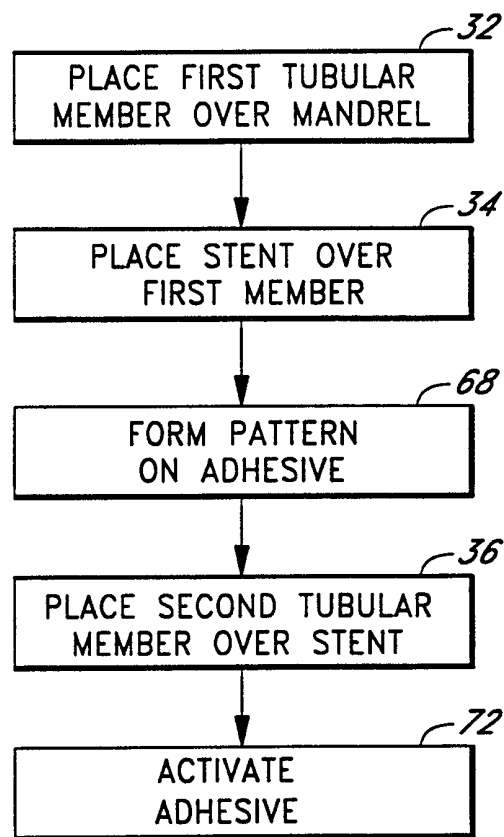 32
PLACE FIRST TUBULAR
MEMBER OVER MANDREL
34
PLACE STENT OVER
FIRST MEMBER
68
FORM PATTERN
ON ADHESIVE
36
PLACE SECOND TUBULAR
MEMBER OVER STENT
72
ACTIVATE
ADHESIVE